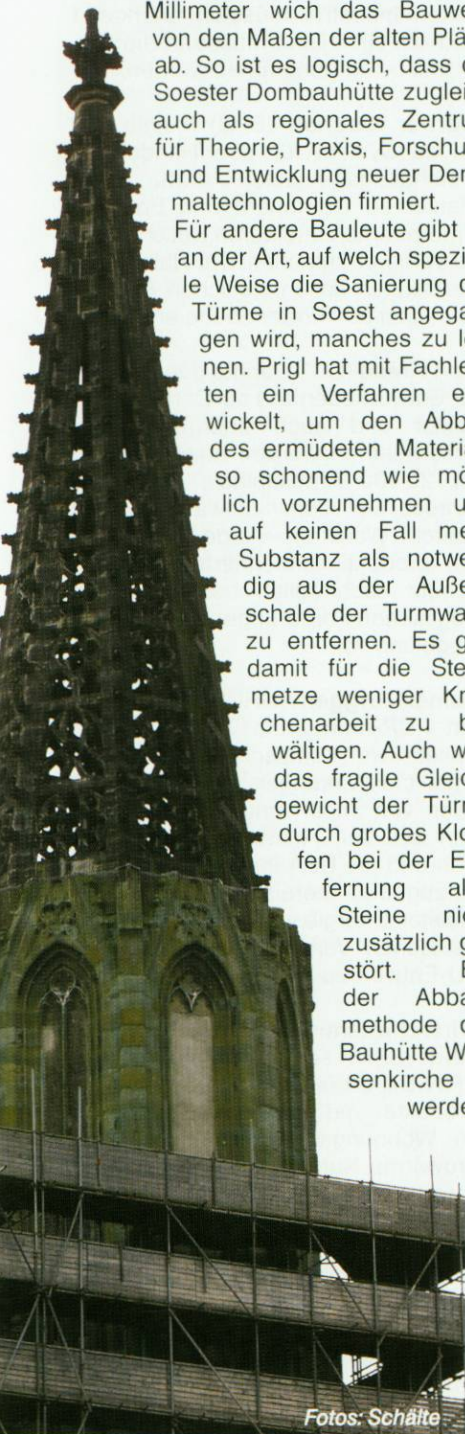 Millimeter wich das Bauwe
von den Maßen der alten Plä
ab. So ist es logisch, dass d
Soester Dombauhütte zuglei
auch als regionales Zentru
für Theorie, Praxis, Forschu
und Entwicklung neuer Den
maltechnologien firmiert.
Für andere Bauleute gibt
an der Art, auf welch spezi
le Weise die Sanierung d
Türme in Soest angega
gen wird, manches zu le
nen. Prigl hat mit Fachle
ten ein Verfahren e
wickelt, um den Abb
des ermüdeten Materia
so schonend wie mö
lich vorzunehmen u
auf keinen Fall me
Substanz als notwe
dig aus der Auße
schale der Turmwa
zu entfernen. Es g
damit für die Stei
metze weniger Kn
chenarbeit zu b
wältigen. Auch w
das fragile Gleic
gewicht der Türm
durch grobes Klo
fen bei der E
fernung al
Steine nic
zusätzlich g
stört. B
der Abba
methode d
Bauhütte W
senkirche
werde
Fotos: Schälte